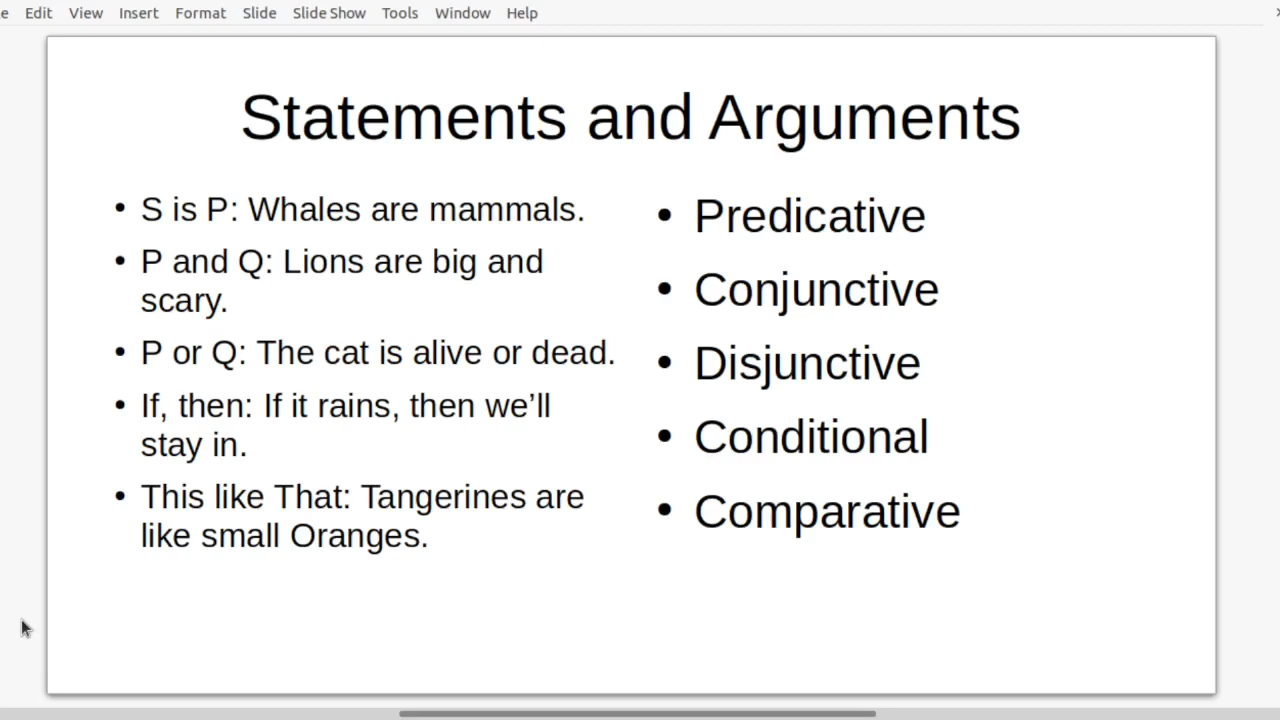 Edit View Insert Format Slide Slide Show Tools Window Help
Statements and Arguments
• S is P: Whales are mammals.
• P and Q: Lions are big and
scary.
• P or Q: The cat is alive or dead.
• If, then: If it rains, then we’ll
stay in.
• This like That: Tangerines are
like small Oranges.
• Predicative
• Conjunctive
• Disjunctive
• Conditional
• Comparative